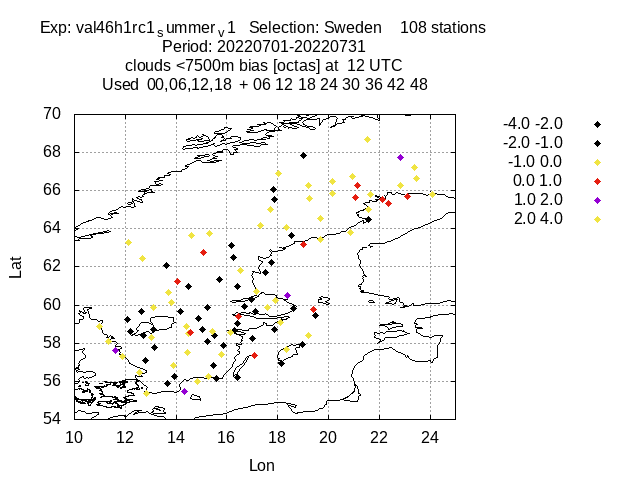 Exp: val46h1rc1summerv1 Selection: Sweden 108 stations
Period: 20220701-20220731
clouds <7500m bias [octas] at 12 UTC
Used 00,06,12,18 + 06 12 18 24 30 36 42 48
-4.0 -2.0
-2.0 -1.0
-1.0 0.0
0.0 1.0
1.0 2.0
2.0 4.0
70
68
66
64
62
60
58
56
54
Lat
10 12 14 16 18 20 22 24
Lon